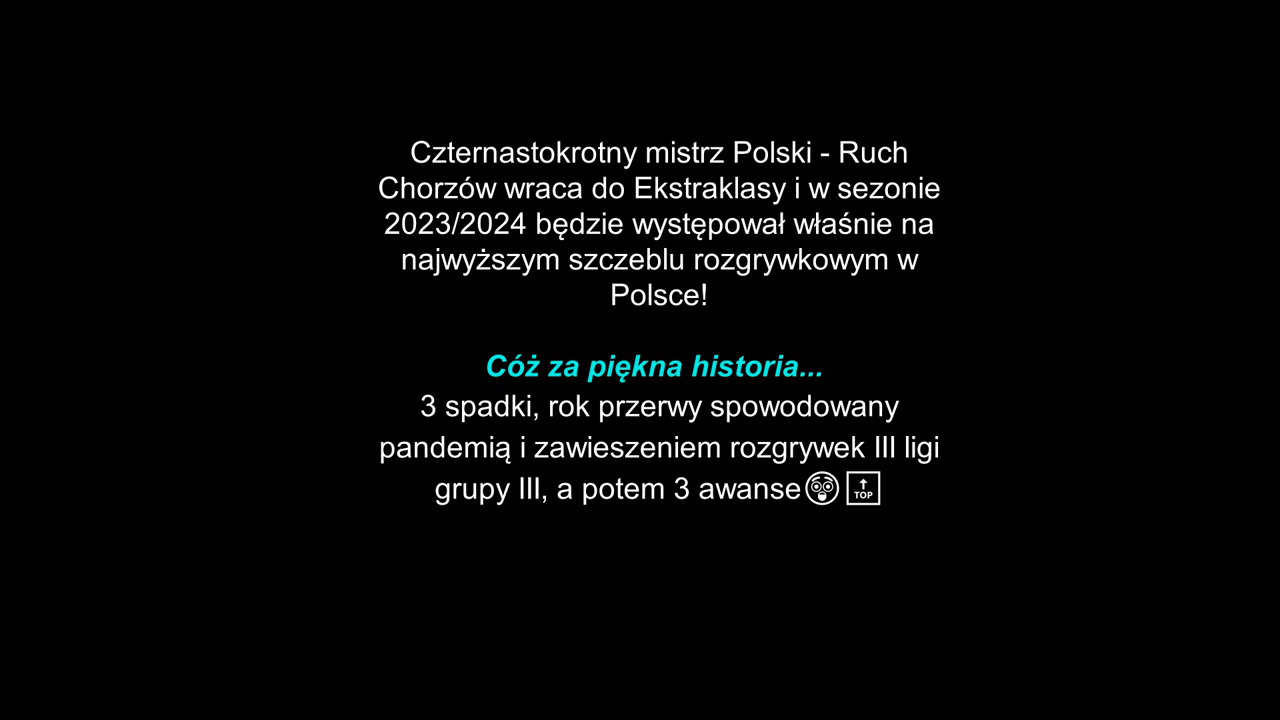 Czternastokrotny mistrz Polski - Ruch
Chorzów wraca do Ekstraklasy i w sezonie
2023/2024 będzie występował właśnie na
najwyższym szczeblu rozgrywkowym w
Polsce!
Cóż za piękna historia...
3 spadki, rok przerwy spowodowany
pandemią i zawieszeniem rozgrywek III ligi
grupy III, a potem 3 awanse😲🔝